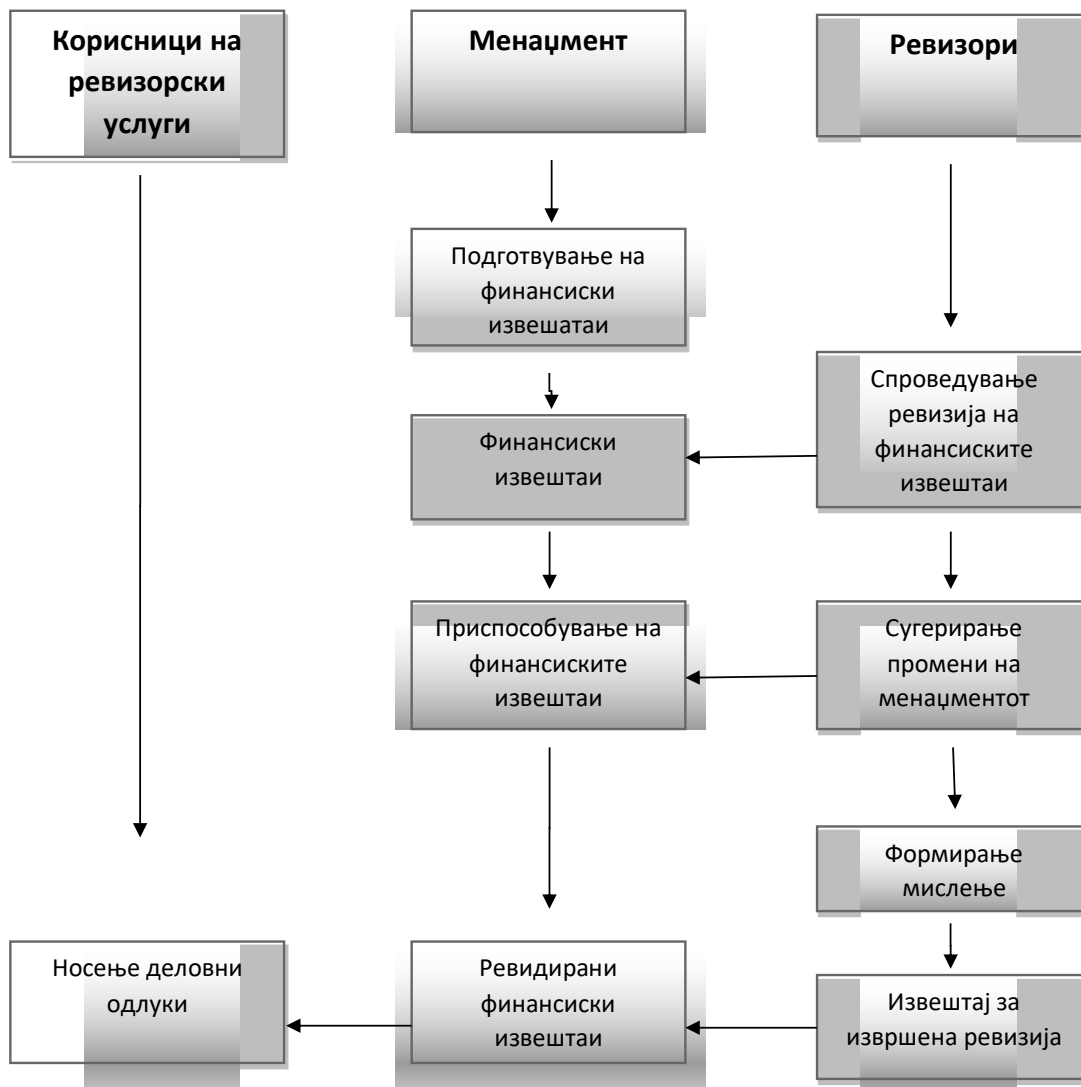 Корисници на
ревизорски
услуги
Менаџмент
Ревизори
Подготвување на
финансиски
извешатаи
Спроведување
ревизија на
финансиските
извештаи
Финансиски
извештаи
Приспособување на
финансиските
извештаи
Сугерирање
промени на
менаџментот
Формирање
мислење
Носење деловни
одлуки
Ревидирани
финансиски
извештаи
Извештај за
извршена ревизија